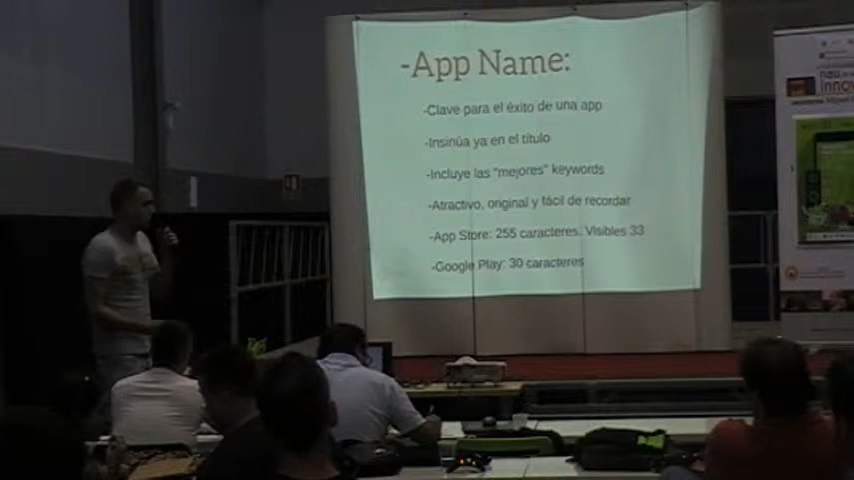 -App Name:
-Clave para el éxito de una app
-Insinúa ya en el título
-Incluye las "mejores" keywords
-Atractivo, original y fácil de recordar
-App Store: 255 caracteres. Visibles 33
-Google Play: 30 caracteres